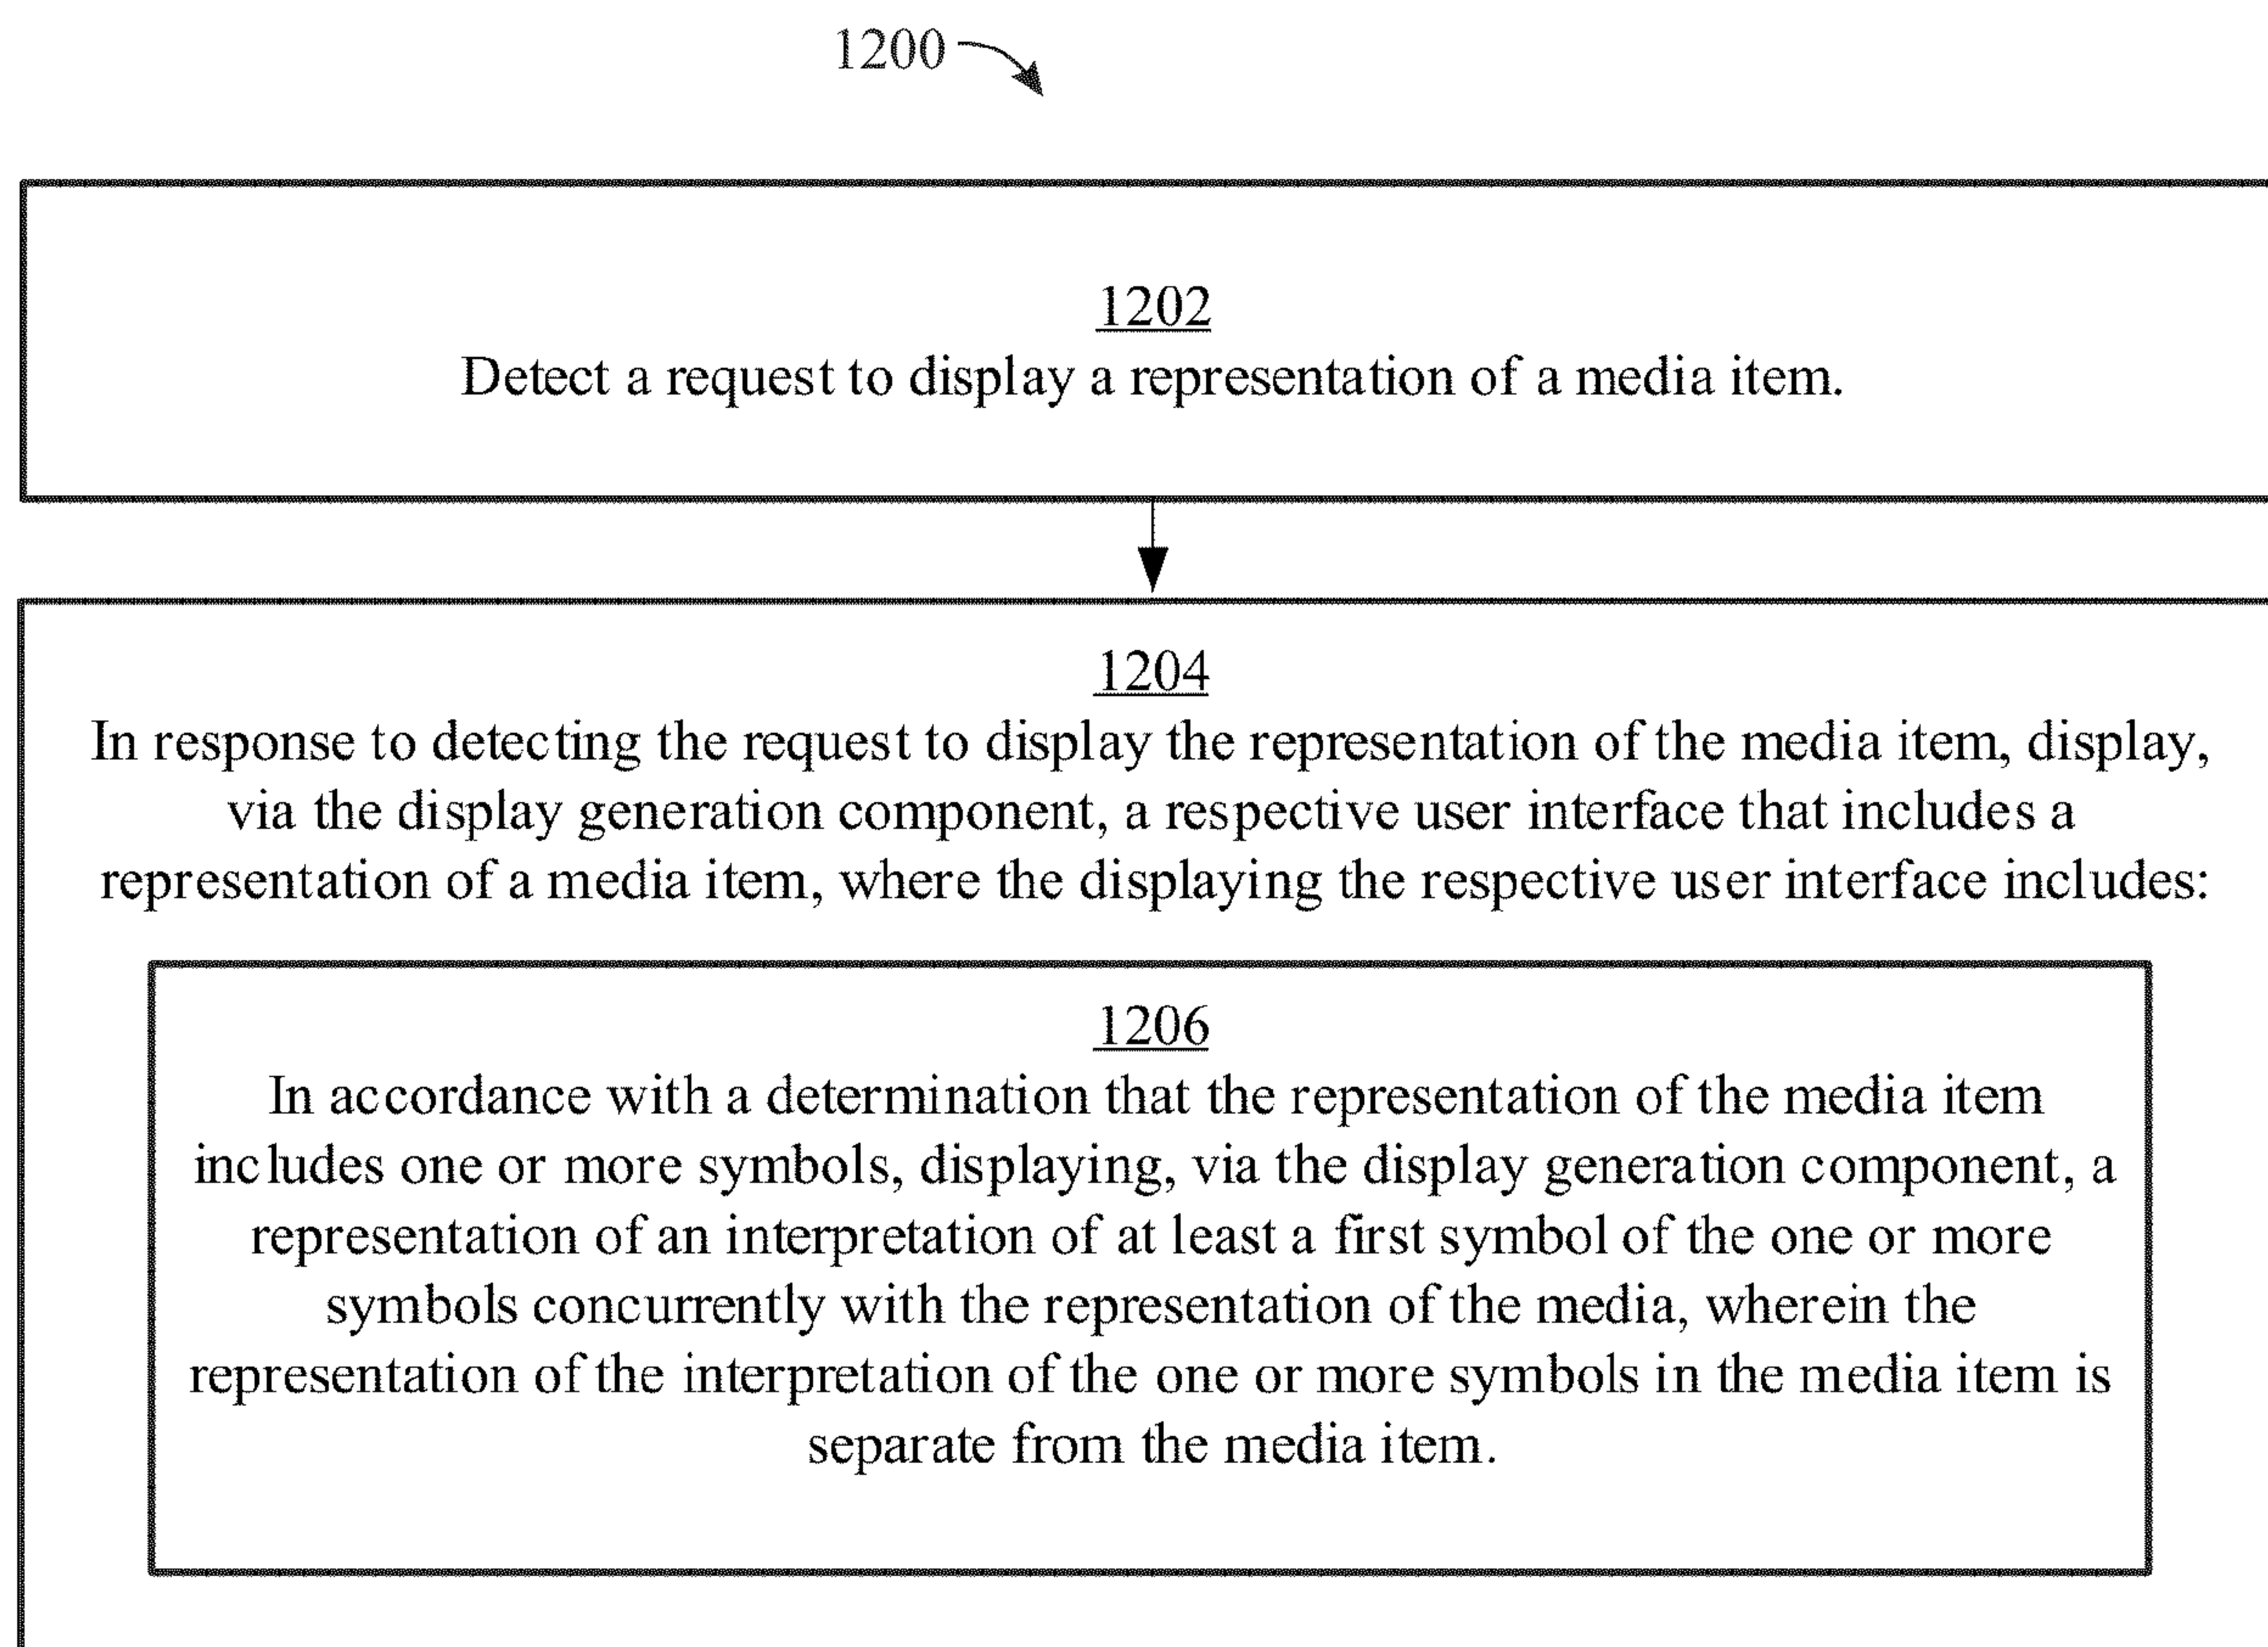 1200
1202
Detect a request to display a representation of a media item.
1204
In response to detecting the request to display the representation of the media item, display,
via the display generation component, a respective user interface that includes a
representation of a media item, where the displaying the respective user interface includes:
1206
In accordance with a determination that the representation of the media item
includes one or more symbols, displaying, via the display generation component, a
representation of an interpretation of at least a first symbol of the one or more
symbols concurrently with the representation of the media, wherein the
representation of the interpretation of the one or more symbols in the media item is
separate from the media item.